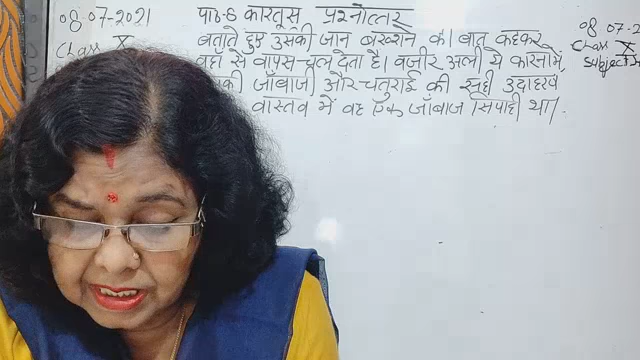 08-07-2021 पाठ-8 कारतूस प्रश्नोत्तर
08 07-2
Class X बताते हुए उसकी जान बख्शने की बात कहकर
Class X
वहाँ से वापस चल देता है। वज़ीर अली ये कारनामें,
Subject
जाँबाजी और चतुराई की सही उदाहरण
वास्तव में वह एक जाँबाज सिपाही था।